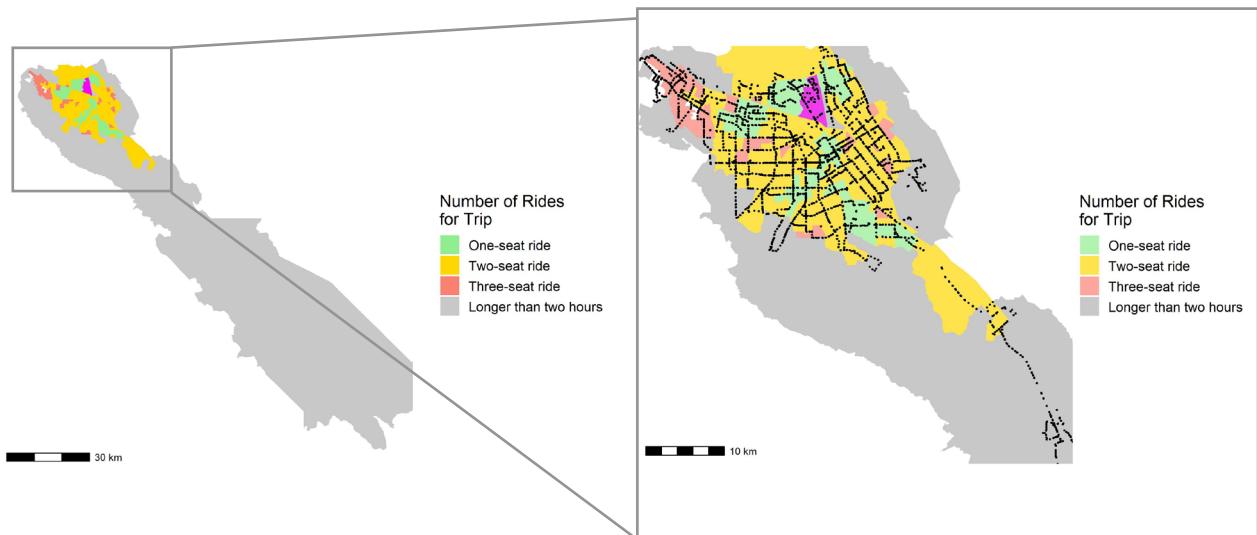 Number of Rides
for Trip
One-seat ride
Two-seat ride
Three-seat ride
Longer than two hours
30 km
Number of Rides
for Trip
One-seat ride
Two-seat ride
Three-seat ride
Longer than two hours
10 km